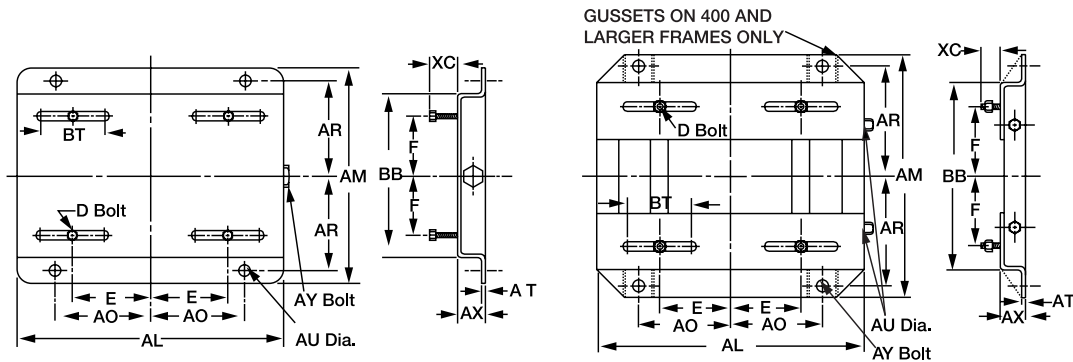 GUSSETS ON 400 AND
LARGER FRAMES ONLY
XC
BT
D Bolt
F
F
BB
AR
AM
AR
E
E
AO
AO
AL
AY Bolt
AU Dia.
A T
AX
XC
D Bolt
AR
BT
F
F
BB
AM
AR
E
E
AO
AO
AL
AU Dia.
AY Bolt
AT
AX